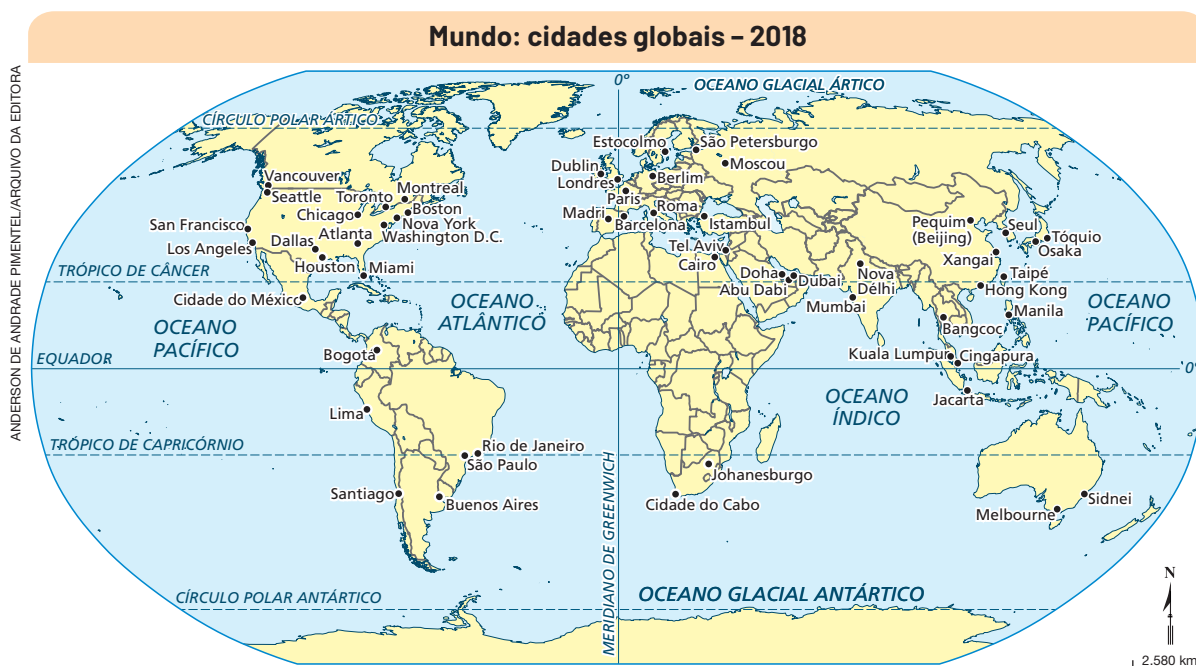 Mundo: cidades globais – 2018
ANDERSON DE ANDRADE PIMENTEL/ARQUIVO DA EDITORA
0°
OCEANO GLACIAL ÁRTICO
CÍRCULO POLAR ÁRTICO
Estocolmo
São Petersburgo
Moscou
Dublin
Londres
Berlim
Paris
Roma
Madri
Barcelona
Istambul
Vancouver
Seattle
Toronto
Montreal
Chicago
Boston
Nova York
San Francisco
Atlanta
Washington D.C.
Los Angeles
Dallas
Houston
Miami
Pequim
(Beijing)
Seul
Tóquio
Osaka
Xangai
Tel Aviv
Cairo
Doha
Dubai
Abu Dabi
Nova
Délhi
Mumbai
Taipé
Hong Kong
Manila
Bangcoc
TRÓPICO DE CÂNCER
Cidade do México
OCEANO
ATLÂNTICO
OCEANO
PACÍFICO
OCEANO
PACÍFICO
EQUADOR
Bogotá
Kuala Lumpur
Cingapura
0°
Jacarta
OCEANO
ÍNDICO
Lima
TRÓPICO DE CAPRICÓRNIO
Rio de Janeiro
São Paulo
Santiago
Buenos Aires
MERIDIANO DE GREENWICH
Johanesburgo
Cidade do Cabo
Sidnei
Melbourne
CÍRCULO POLAR ANTÁRTICO
OCEANO GLACIAL ANTÁRTICO
N
2.580 km